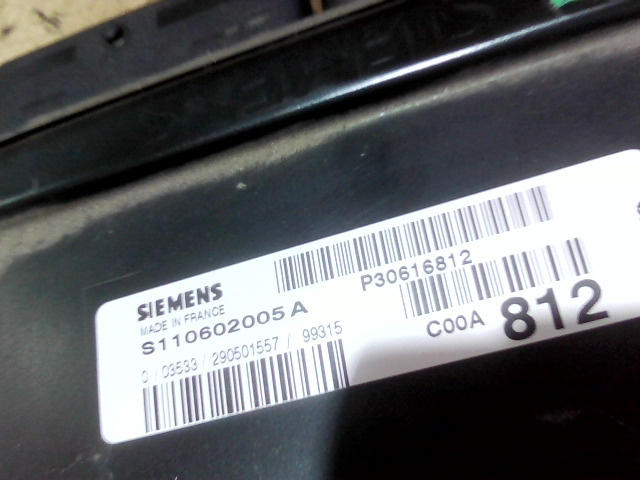 SIEMENS
MADE IN FRANCE
S110602005 A
0 / 03533 / 290501557 / 99315
P30616812
C00A 812